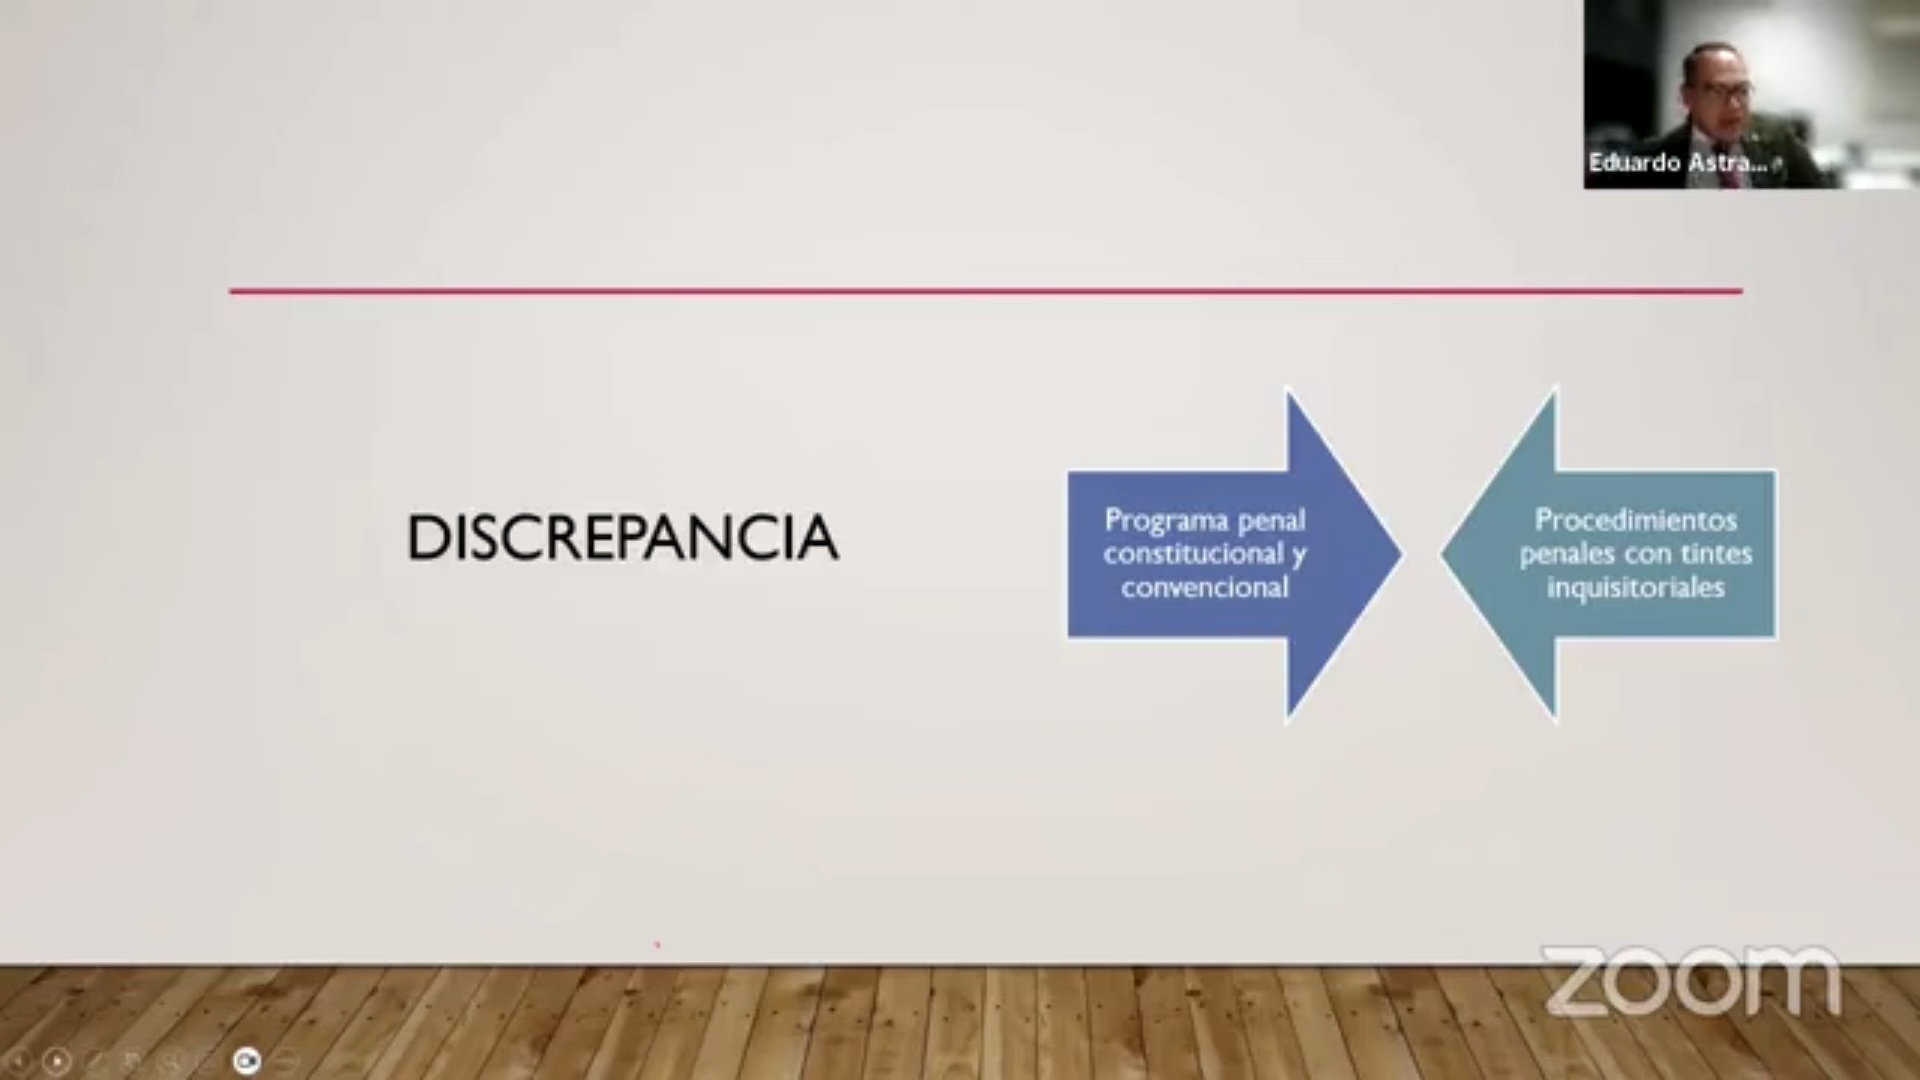 Eduardo Astra...
DISCREPANCIA
Programa penal
constitucional y
convencional
Procedimientos
penales con tintes
inquisitoriales
zoom